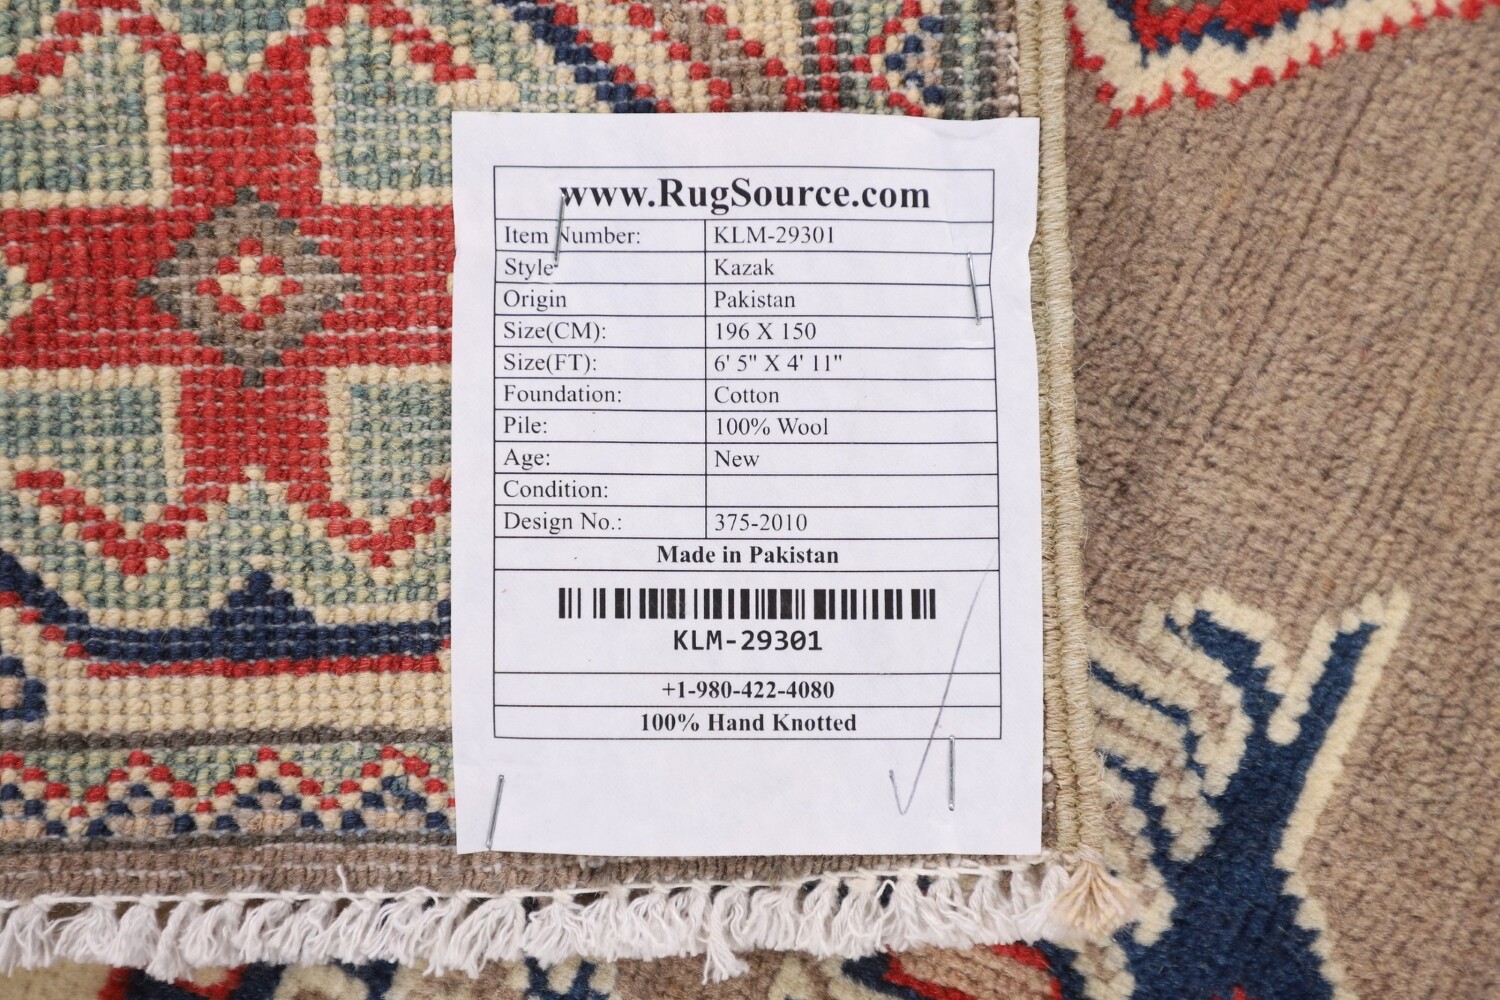 www.RugSource.com
Item Number: KLM-29301
Style: Kazak
Origin Pakistan
Size(CM): 196 X 150
Size(FT): 6' 5" X 4' 11"
Foundation: Cotton
Pile: 100% Wool
Age: New
Condition:
Design No.: 375-2010
Made in Pakistan
KLM-29301
+1-980-422-4080
100% Hand Knotted